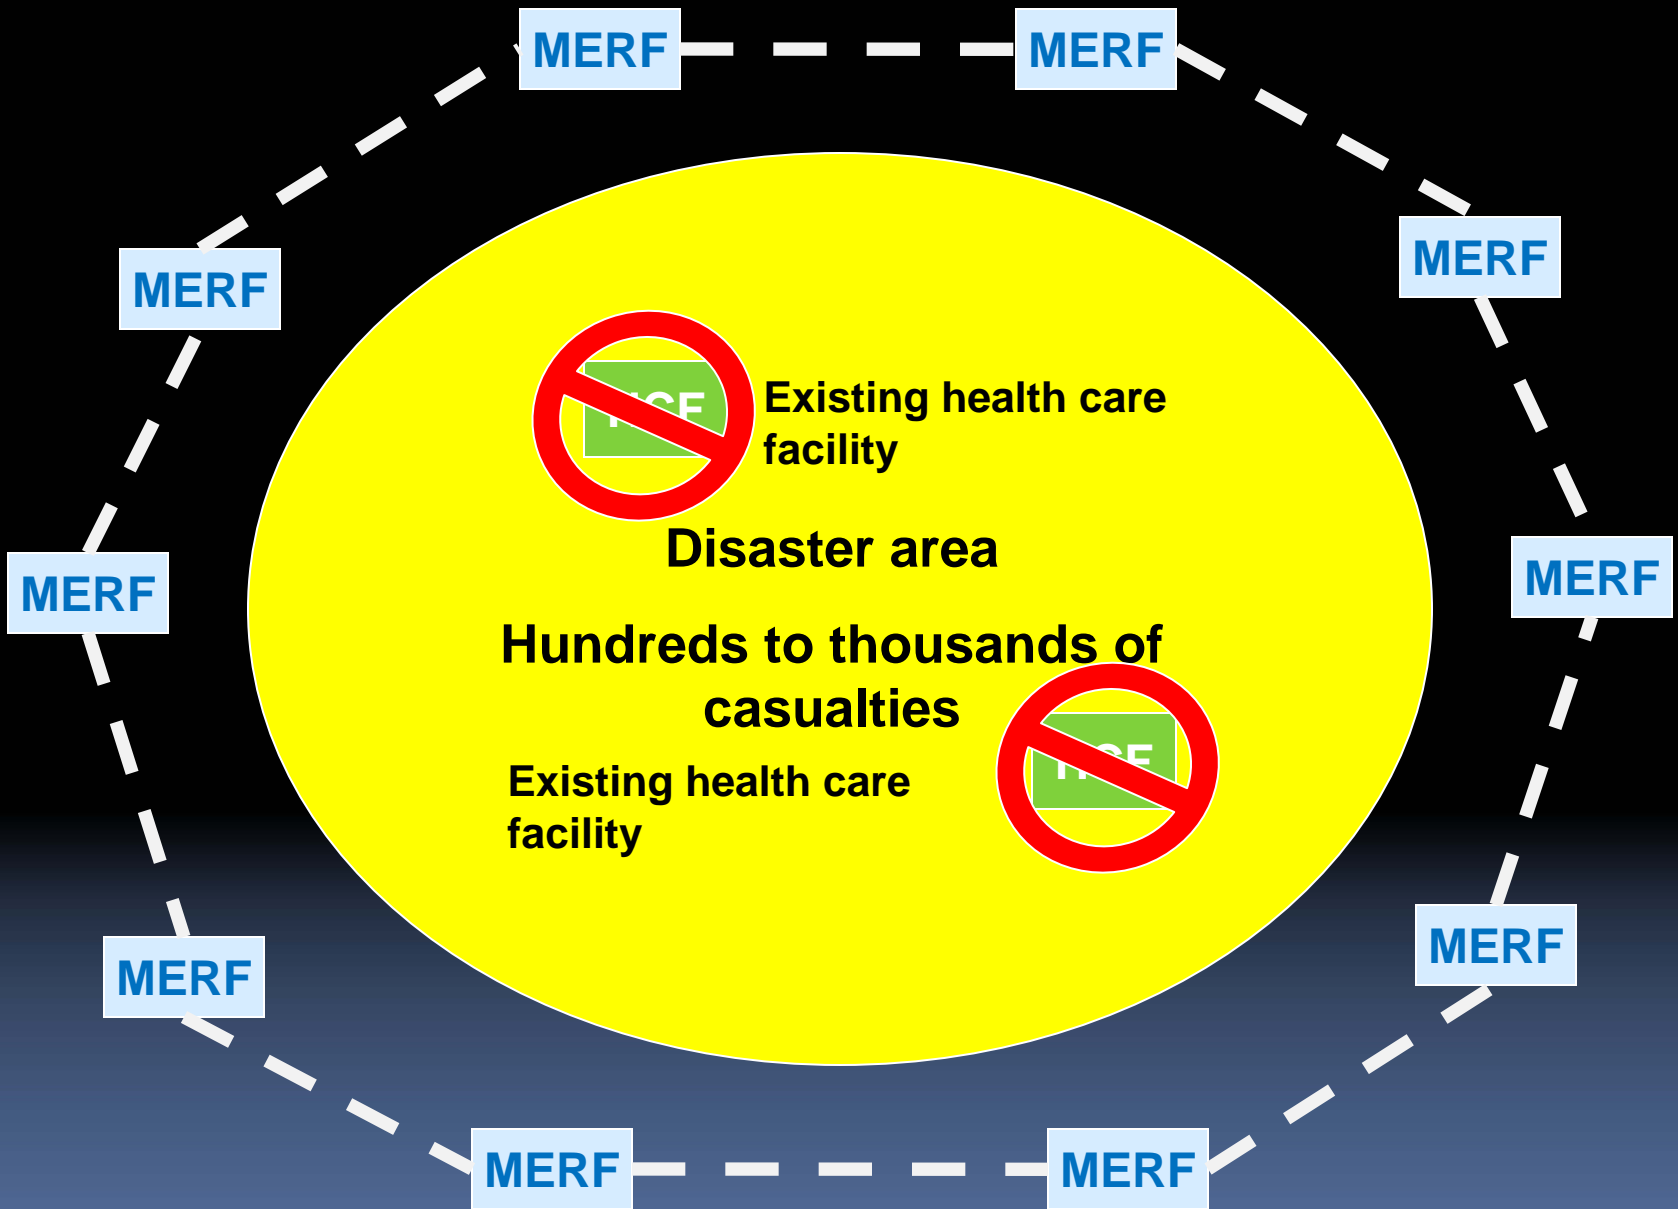 MERF
MERF
MERF
MERF
Existing health care
facility
Disaster area
MERF
MERF
Hundreds to thousands of
casualties
Existing health care
facility
MERF
MERF
MERF
MERF